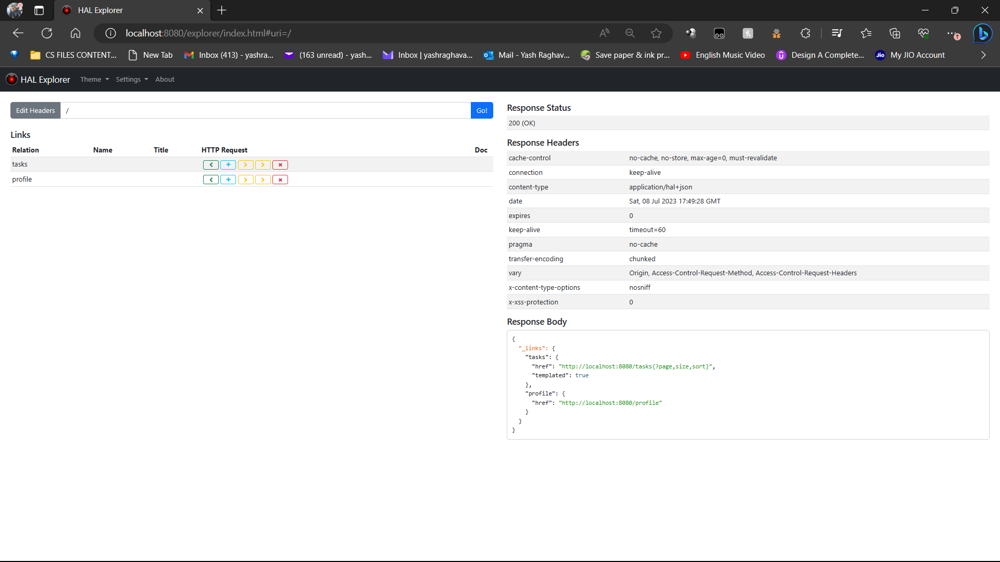 HAL Explorer
localhost:8080/explorer/index.html#uri=/
CS FILES CONTENT... New Tab Inbox (413) - yashra... (163 unread) - yash... Inbox | yashraghava... Mail - Yash Raghav... Save paper & ink pr... English Music Video Design A Complete... Jio My JIO Account
HAL Explorer Theme Settings About
Edit Headers / Go!
Links
Relation Name Title HTTP Request Doc
tasks
profile
Response Status
200 (OK)
Response Headers
cache-control no-cache, no-store, max-age=0, must-revalidate
connection keep-alive
content-type application/hal+json
date Sat, 08 Jul 2023 17:49:28 GMT
expires 0
keep-alive timeout=60
pragma no-cache
transfer-encoding chunked
vary Origin, Access-Control-Request-Method, Access-Control-Request-Headers
x-content-type-options nosniff
x-xss-protection 0
Response Body
{
"_links": {
"tasks": {
"href": "http://localhost:8080/tasks{?page,size,sort}",
"templated": true
},
"profile": {
"href": "http://localhost:8080/profile"
}
}
}